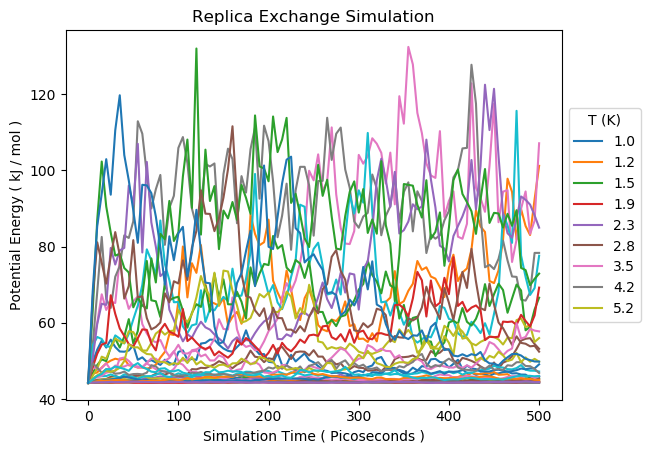 Replica Exchange Simulation
Potential Energy ( kJ / mol )
120
100
80
60
40
0 100 200 300 400 500
Simulation Time ( Picoseconds )
T (K)
1.0
1.2
1.5
1.9
2.3
2.8
3.5
4.2
5.2